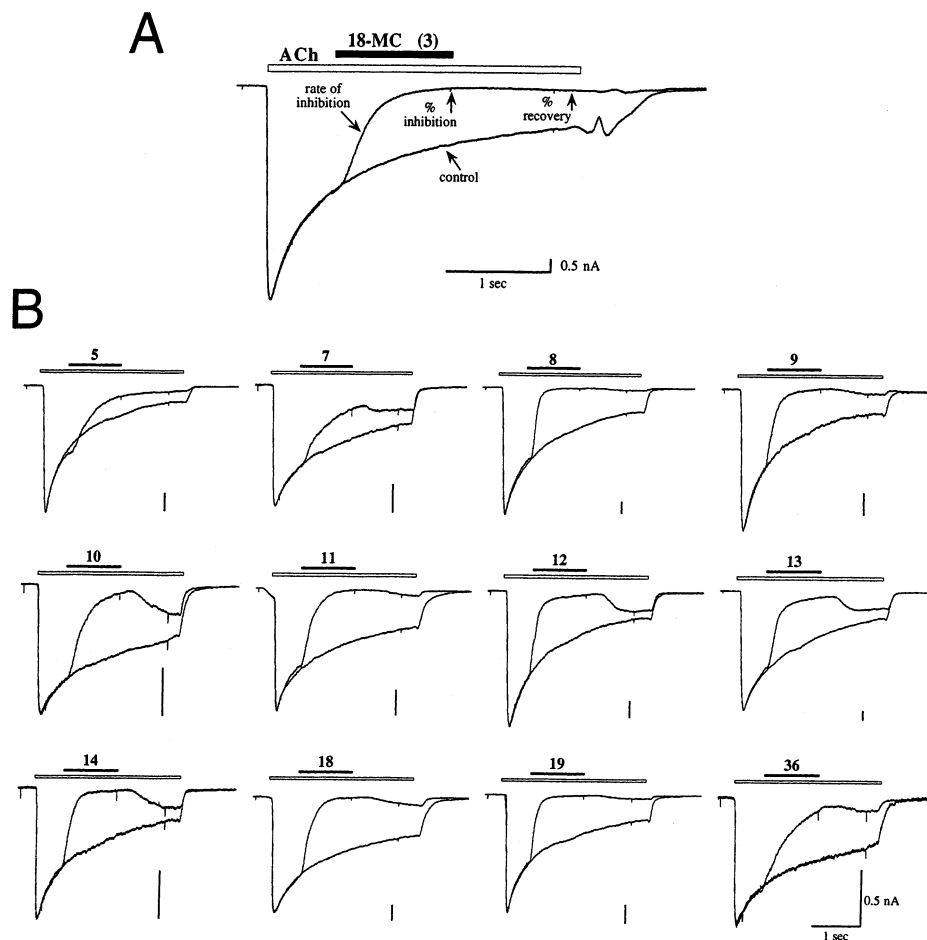 A
18-MC (3)
ACh
rate of
inhibition
%
inhibition
%
recovery
control
0.5 nA
1 sec
B
5
7
8
9
10
11
12
13
14
18
19
36
0.5 nA
1 sec